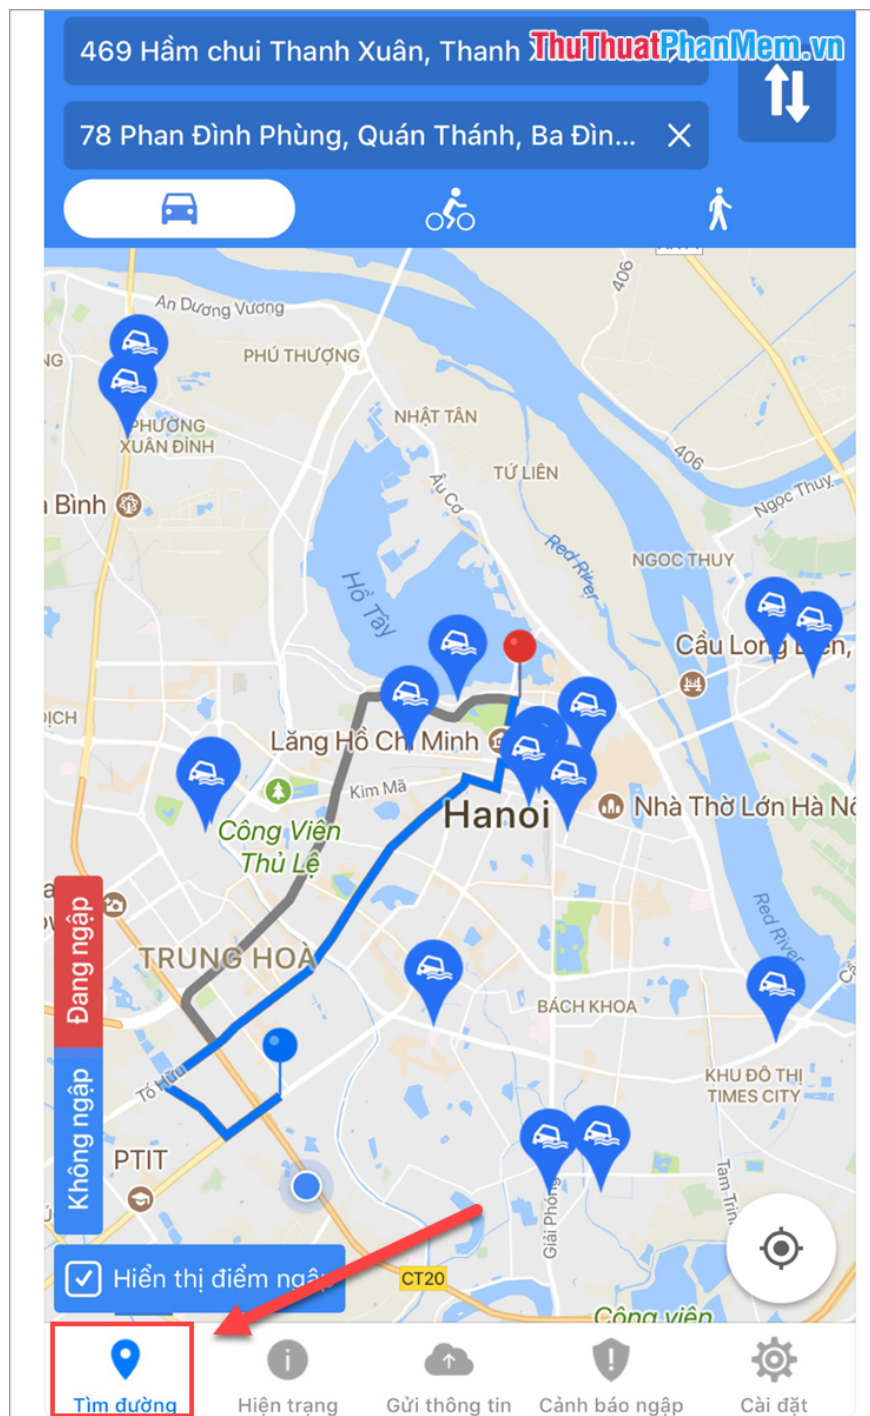 469 Hầm chui Thanh Xuân, Thanh
ThuThuatPhanMem.vn
78 Phan Đình Phùng, Quán Thánh, Ba Đìn...
406
An Dương Vương
PHÚ THƯỢNG
NHẬT TÂN
PHƯỜNG
XUÂN ĐỈNH
406
Âu Cơ
TỨ LIÊN
Ngọc Thuỵ
Bình
Red River
NGOC THUY
Hồ Tây
Cầu Long Biên,
DỊCH
Lăng Hồ Chí Minh
Kim Mã
Hanoi
Nhà Thờ Lớn Hà Nộ
Công Viên
Thủ Lệ
Đang ngập
Red River
TRUNG HOÀ
BÁCH KHOA
Tố Hữu
KHU ĐÔ THỊ
TIMES CITY
Không ngập
PTIT
Giải Phóng
Tam Trin
Hiển thị điểm ngập
CT20
Công viên
Tìm đường
Hiện trạng
Gửi thông tin
Cảnh báo ngập
Cài đặt